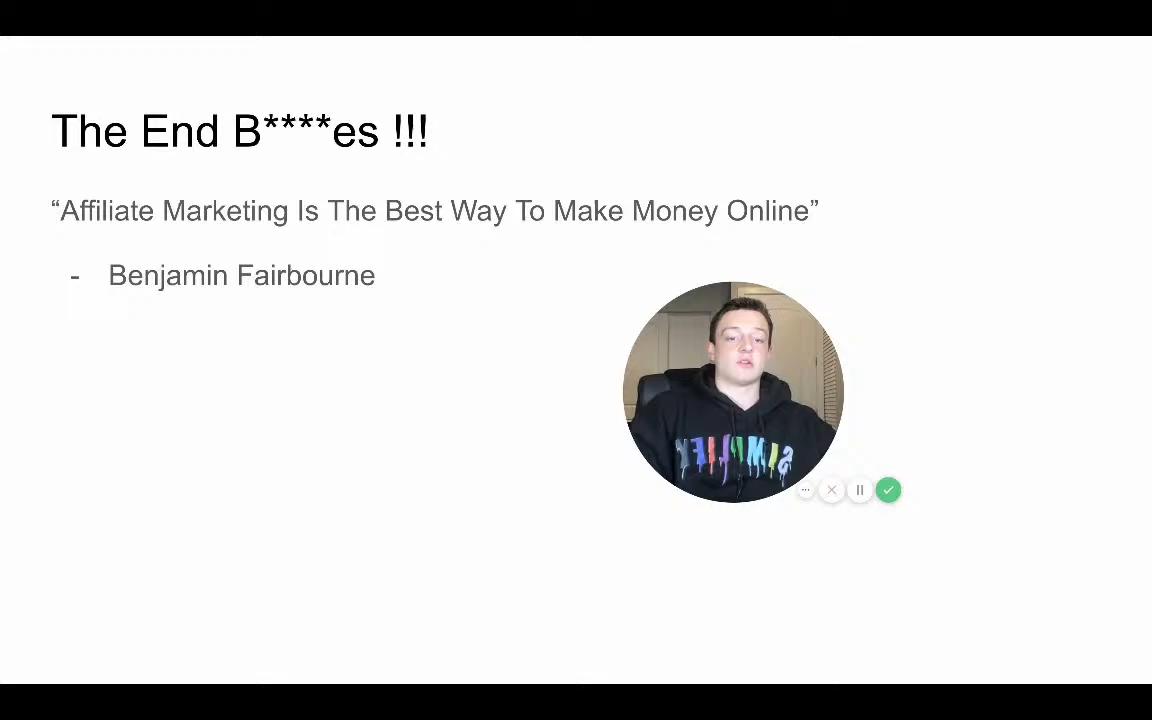 The End B****es !!!
“Affiliate Marketing Is The Best Way To Make Money Online”
- Benjamin Fairbourne